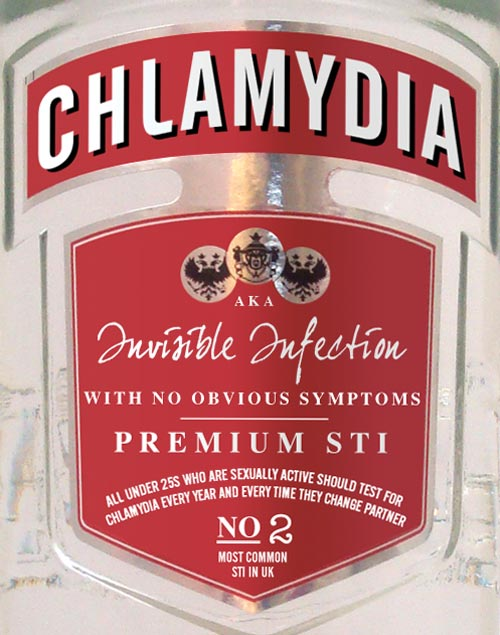 CHLAMYDIA
AKA
Invisible Infection
WITH NO OBVIOUS SYMPTOMS
PREMIUM STI
ALL UNDER 25S WHO ARE SEXUALLY ACTIVE SHOULD TEST FOR
CHLAMYDIA EVERY YEAR AND EVERY TIME THEY CHANGE PARTNER
NO 2
MOST COMMON
STI IN UK